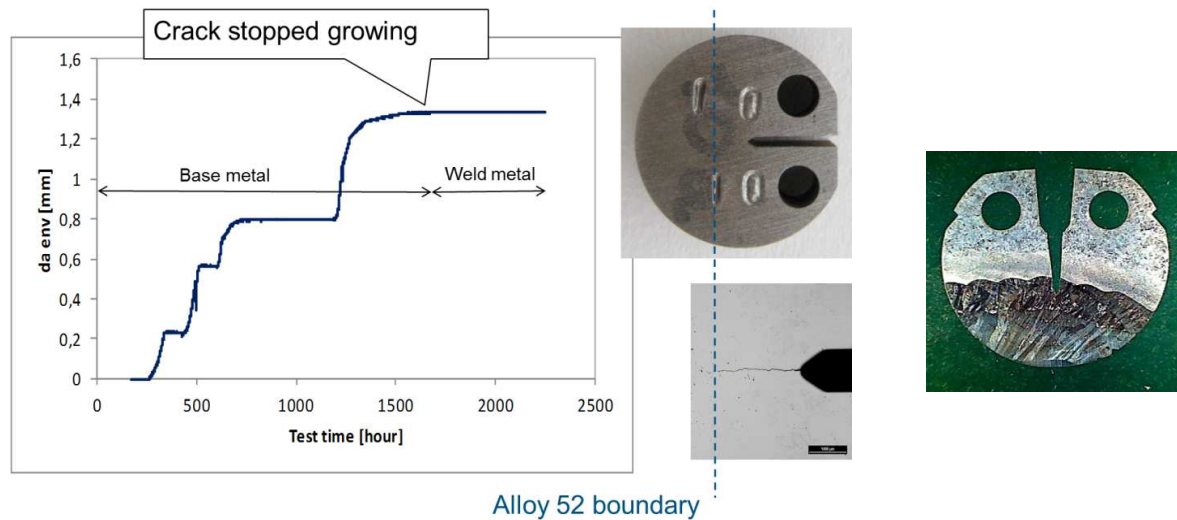 Crack stopped growing
da env [mm]
1,6
1,4
1,2
1
0,8
0,6
0,4
0,2
0
Base metal
Weld metal
0
500
1000
1500
2000
2500
Test time [hour]
Alloy 52 boundary